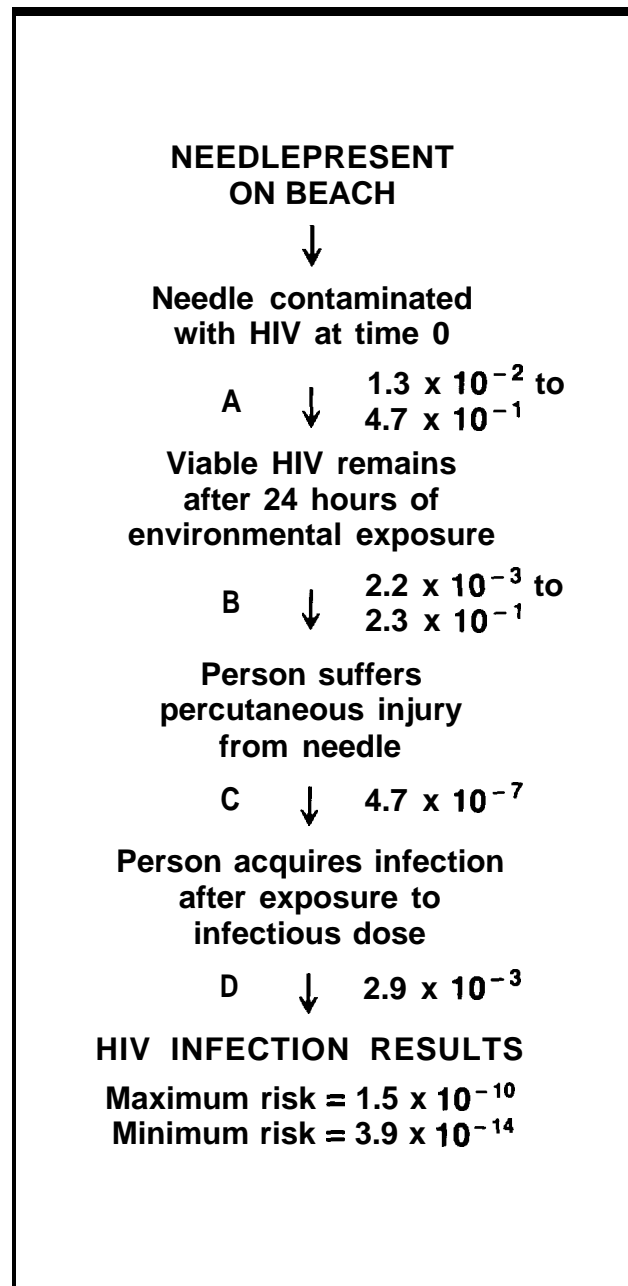 NEEDLEPRESENT
ON BEACH
↓
Needle contaminated
with HIV at time 0
A ↓ 1.3 x 10⁻² to
4.7 x 10⁻¹
Viable HIV remains
after 24 hours of
environmental exposure
B ↓ 2.2 x 10⁻³ to
2.3 x 10⁻¹
Person suffers
percutaneous injury
from needle
C ↓ 4.7 x 10⁻⁷
Person acquires infection
after exposure to
infectious dose
D ↓ 2.9 x 10⁻³
HIV INFECTION RESULTS
Maximum risk = 1.5 x 10⁻¹⁰
Minimum risk = 3.9 x 10⁻¹⁴